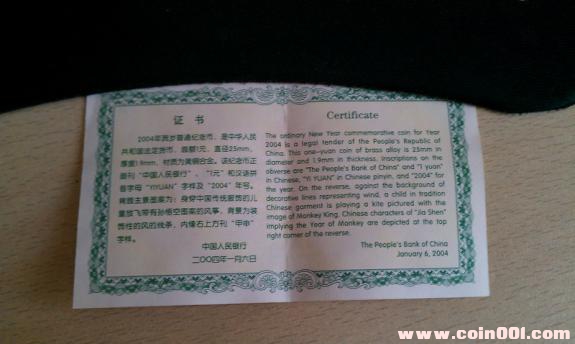 证书
2004年贺岁普通纪念币，是中华人民
共和国法定货币，面额1元，直径25mm，
厚度1.9mm，材质为黄铜合金。该纪念币正
面刊“中国人民银行”、“1元”和汉语拼
音字母“YIYUAN”字样及“2004”年号。
背面主景图案为：身穿中国传统服饰的儿
童放飞带有孙悟空图案的风筝，背景为装
饰性的风的线条，内缘右上方刊“甲申”
字样。
中国人民银行
二〇〇四年一月六日
Certificate
The ordinary New Year commemorative coin for Year
2004 is a legal tender of the People's Republic of
China. This one-yuan coin of brass alloy is 25mm in
diameter and 1.9mm in thickness. Inscriptions on the
obverse are "The People's Bank of China" and "1 yuan"
in Chinese, "YI YUAN" in Chinese pinyin, and "2004" for
the year. On the reverse, against the background of
decorative lines representing wind, a child in tradition
Chinese garment is playing a kite pictured with the
image of Monkey King. Chinese characters of "Jia Shen"
implying the Year of Monkey are depicted at the top
right corner of the reverse.
The People's Bank of China
January 6, 2004
www.coin001.com